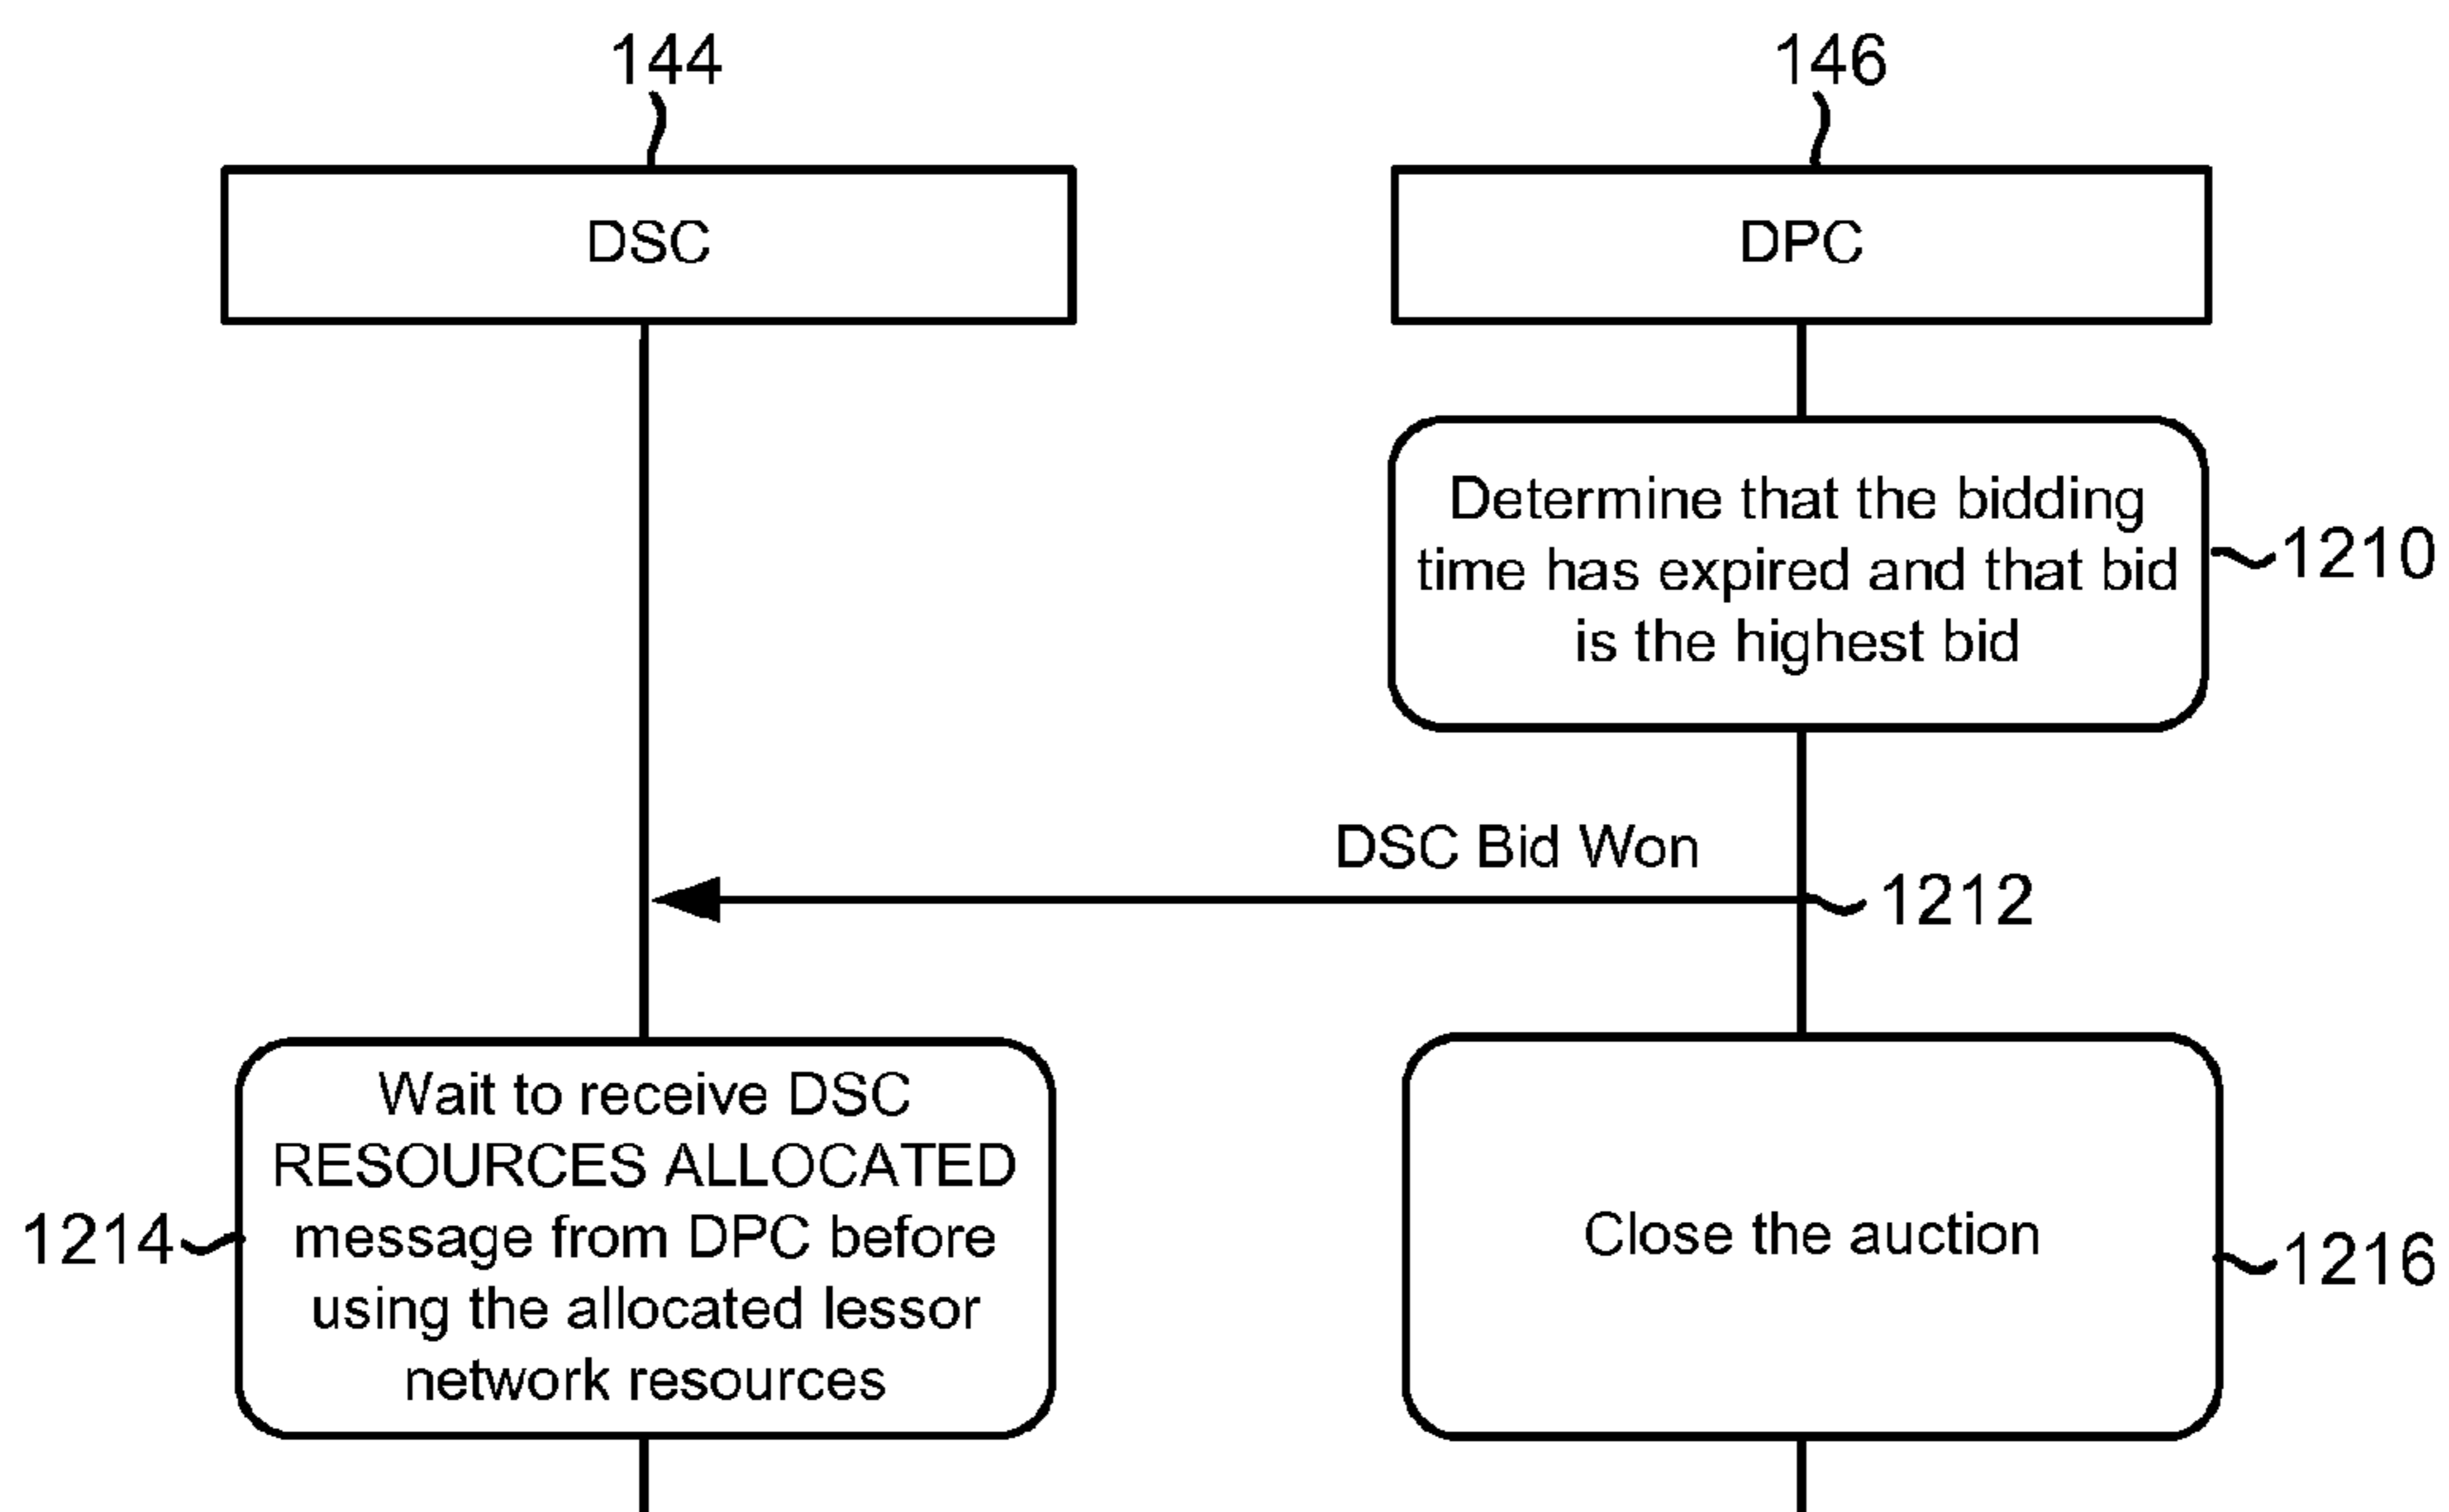 144
146
DSC
DPC
Determine that the bidding
time has expired and that bid
is the highest bid
1210
DSC Bid Won
1212
Wait to receive DSC
RESOURCES ALLOCATED
message from DPC before
using the allocated lessor
network resources
1214
Close the auction
1216